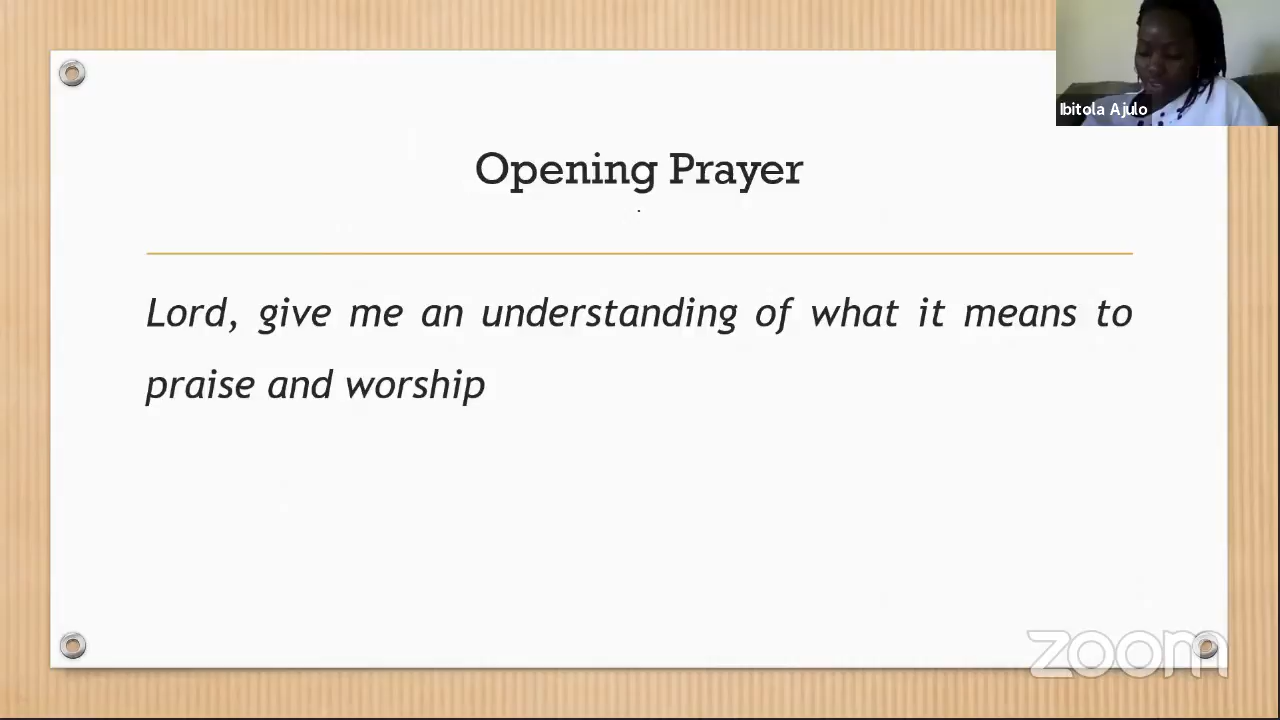 Ibitola Ajulo
Opening Prayer
.
Lord, give me an understanding of what it means to
praise and worship
zoom